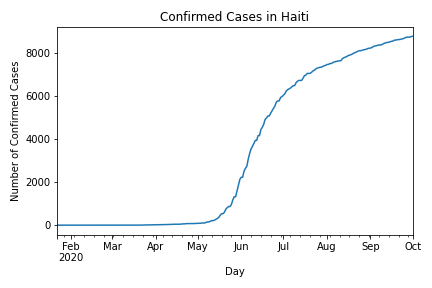 Confirmed Cases in Haiti
Number of Confirmed Cases
8000
6000
4000
2000
0
Feb Mar Apr May Jun Jul Aug Sep Oct
2020
Day